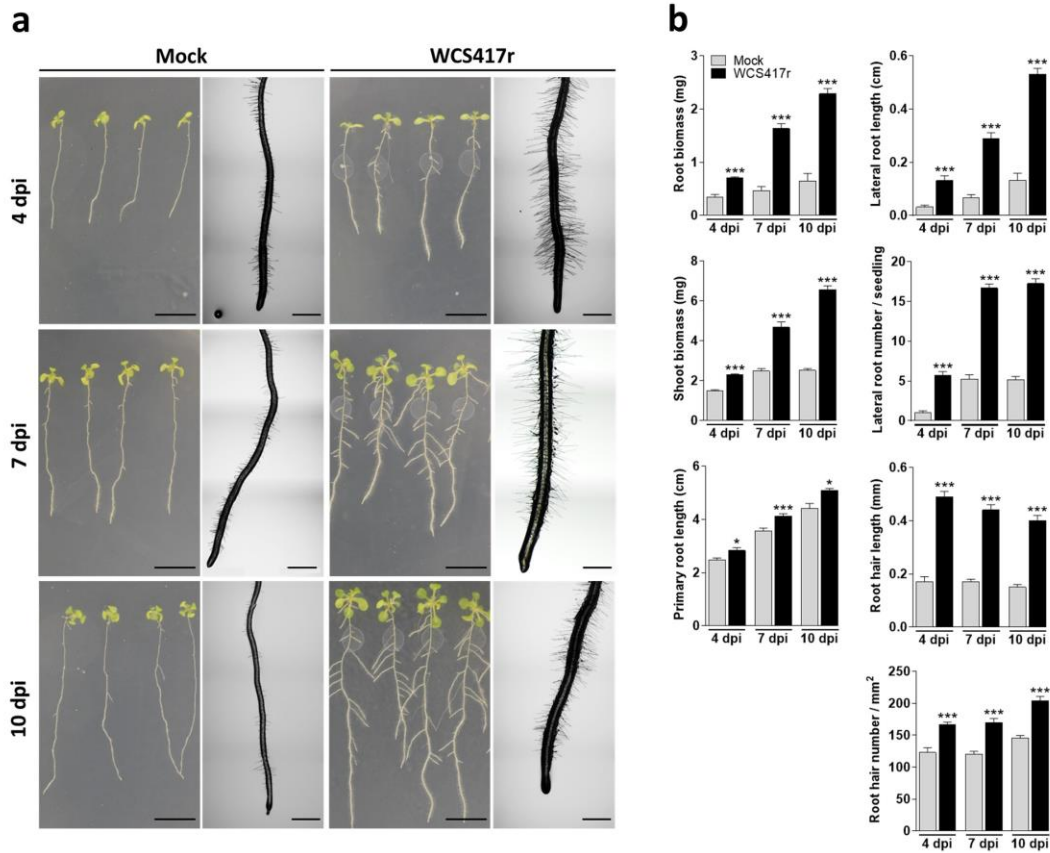 a
Mock
WCS417r
4 dpi
7 dpi
10 dpi
b
Root biomass (mg)
3
2
1
0
Mock
WCS417r
***
***
***
4 dpi 7 dpi 10 dpi
Lateral root length (cm)
0.6
0.4
0.2
0.0
***
***
***
4 dpi 7 dpi 10 dpi
Shoot biomass (mg)
8
6
4
2
0
***
***
***
4 dpi 7 dpi 10 dpi
Lateral root number / seedling
20
15
10
5
0
***
***
***
4 dpi 7 dpi 10 dpi
Primary root length (cm)
6
4
2
0
*
***
*
4 dpi 7 dpi 10 dpi
Root hair length (mm)
0.6
0.4
0.2
0.0
***
***
***
4 dpi 7 dpi 10 dpi
Root hair number / mm²
250
200
150
100
50
0
***
***
***
4 dpi 7 dpi 10 dpi